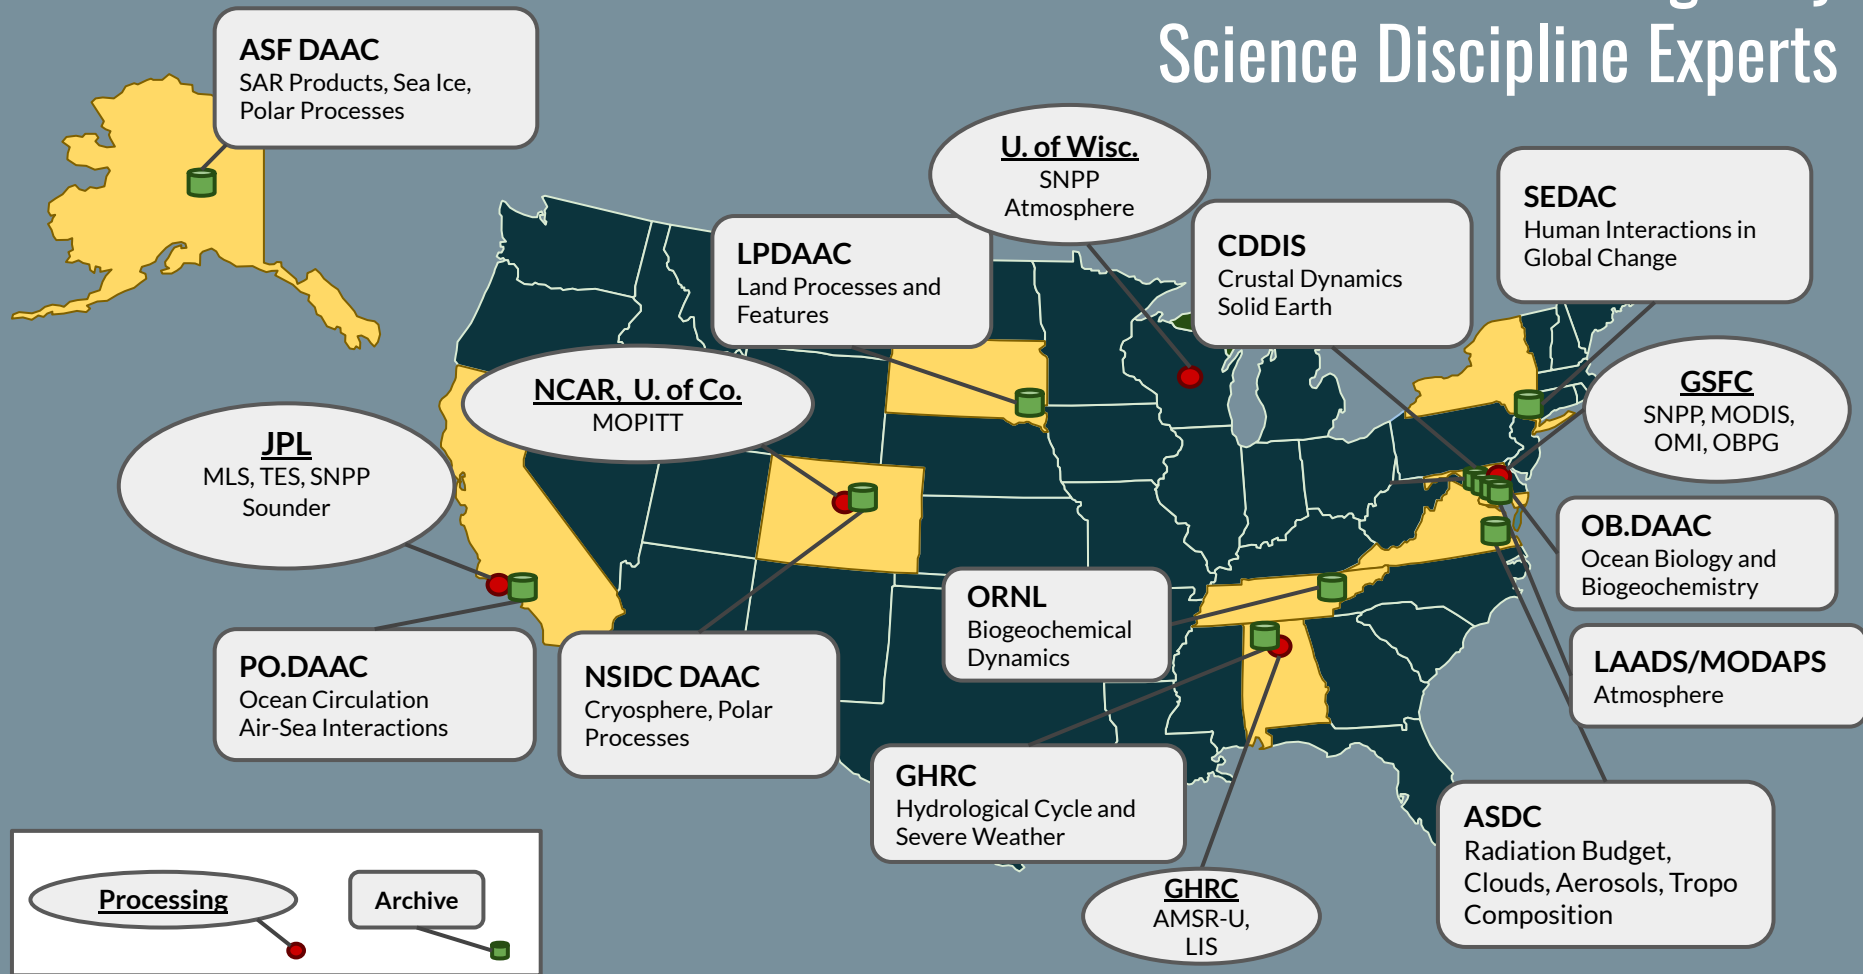 Science Discipline Experts
ASF DAAC
SAR Products, Sea Ice,
Polar Processes
U. of Wisc.
SNPP
Atmosphere
SEDAC
Human Interactions in
Global Change
CDDIS
Crustal Dynamics
Solid Earth
LPDAAC
Land Processes and
Features
NCAR, U. of Co.
MOPITT
GSFC
SNPP, MODIS,
OMI, OBPG
JPL
MLS, TES, SNPP
Sounder
OB.DAAC
Ocean Biology and
Biogeochemistry
ORNL
Biogeochemical
Dynamics
LAADS/MODAPS
Atmosphere
PO.DAAC
Ocean Circulation
Air-Sea Interactions
NSIDC DAAC
Cryosphere, Polar
Processes
GHRC
Hydrological Cycle and
Severe Weather
ASDC
Radiation Budget,
Clouds, Aerosols, Tropo
Composition
GHRC
AMSR-U,
LIS
Processing
Archive